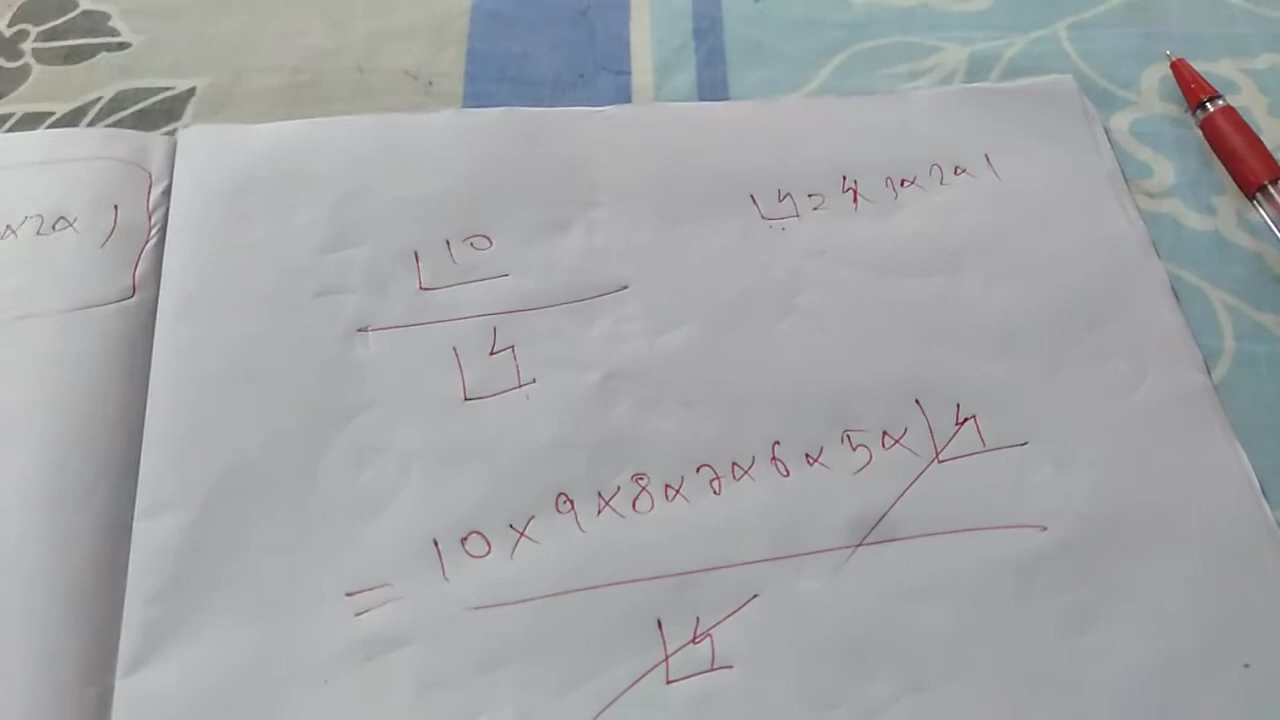 x2x1
∟4 = 4x3x2x1
∟10
∟4
= 10x9x8x7x6x5x∟4
∟4